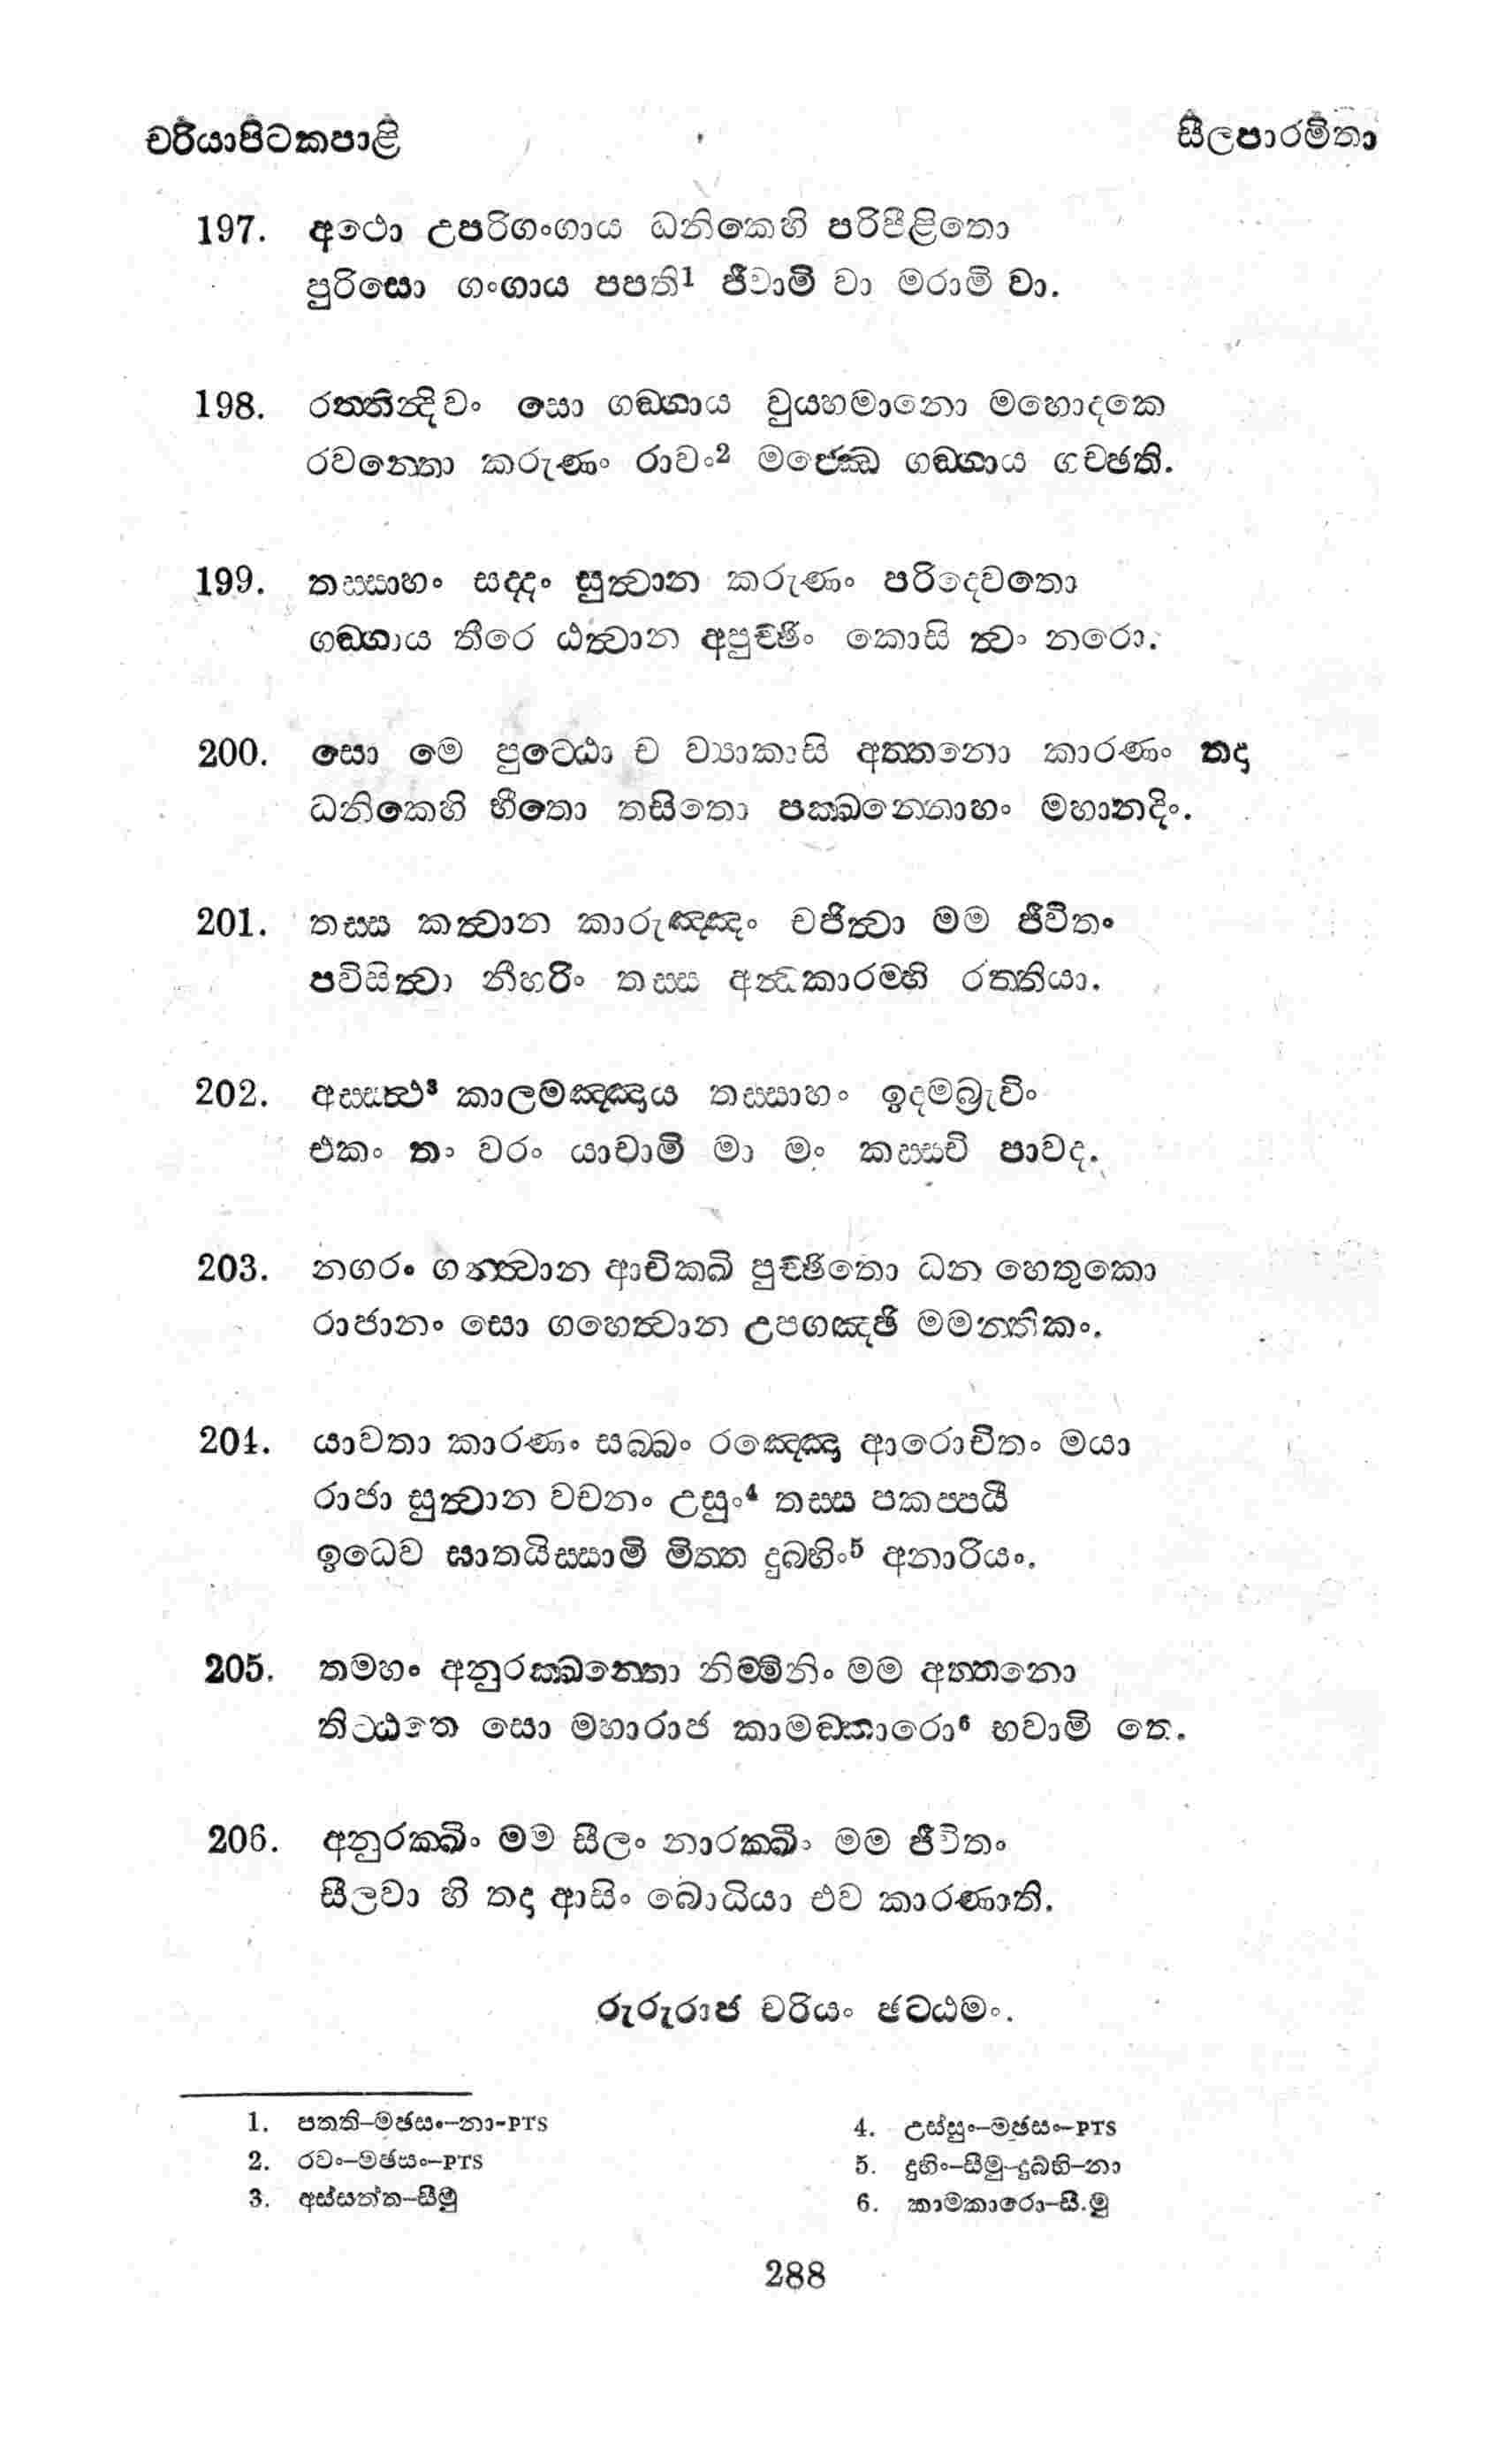 චරියාපිටකපාළි
සීලපාරමිතා
197. අථො උපරිගංගාය ධනිකෙහි පරිපීළිතො
පුරිසො ගංගාය පපති1 ජීවාමි වා මරාමි වා.
198. රත්තින්දිවං සො ගඞ්ගාය වුය්හමානො මහොදකෙ
රවන්තො කරුණං රාවං2 මජ්ඣෙ ගඞ්ගාය ගච්ඡති.
199. තස්සාහං සද්දං සුත්වාන කරුණං පරිදෙවතො
ගඞ්ගාය තීරෙ ඨත්වාන අපුච්ඡිං කොසි ත්වං නරො.
200. සො මෙ පුට්ඨො ච ව්‍යාකාසි අත්තනො කාරණං තදා
ධනිකෙහි භීතො තසිතො පක්ඛන්තොහං මහානදිං.
201. තස්ස කත්වාන කාරුඤ්ඤං චජිත්වා මම ජීවිතං
පවිසිත්වා නීහරිං තස්ස අන්ධකාරම්හි රත්තියා.
202. අස්සත්ථ3 කාලමඤ්ඤාය තස්සාහං ඉදමබ්‍රැවිං
එකං තං වරං යාචාමි මා මං කස්සචි පාවද.
203. නගරං ගන්ත්වාන ආචික්ඛි පුච්ඡිතො ධන හෙතුකො
රාජානං සො ගහෙත්වාන උපගඤ්ඡි මමන්තිකං.
204. යාවතා කාරණං සබ්බං රඤ්ඤො ආරොචිතං මයා
රාජා සුත්වාන වචනං උසුං4 තස්ස පකප්පයී
ඉධෙව ඝාතයිස්සාමි මිත්ත දුබ්භිං5 අනාරියං.
205. තමහං අනුරක්ඛන්තො නිම්මිනිං මම අත්තනො
තිට්ඨතෙ සො මහාරාජ කාමඞ්කාරො6 භවාමි තෙ.
206. අනුරක්ඛිං මම සීලං නාරක්ඛිං මම ජීවිතං
සීලවා හි තදා ආසිං බොධියා එව කාරණාති.
රුරුරාජ චරියං ඡට්ඨමං.
1. පතති–මඡසං–නා-PTS
2. රවං–මඡසං–PTS
3. අස්සත්ත–සීමු
4. උස්සුං–මඡසං–PTS
5. දුභිං–සීමු–දුබ්භි–නා
6. කාමකාරො–සී.මු
288